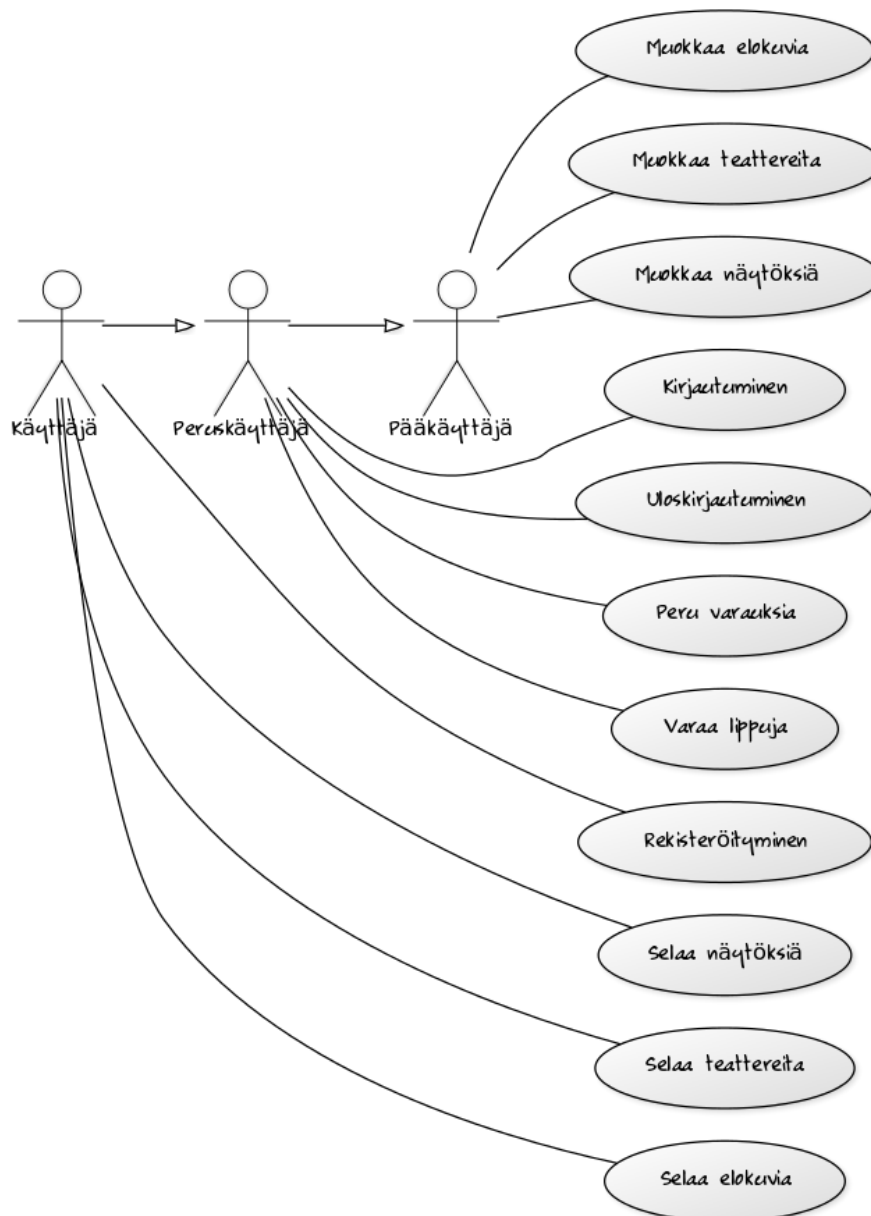 Muokkaa elokuvia
Muokkaa teattereita
Muokkaa näytöksiä
Käyttäjä
Peruskäyttäjä
Pääkäyttäjä
Kirjautuminen
Uloskirjautuminen
Peru varauksia
Varaa lippuja
Rekisteröityminen
Selaa näytöksiä
Selaa teattereita
Selaa elokuvia